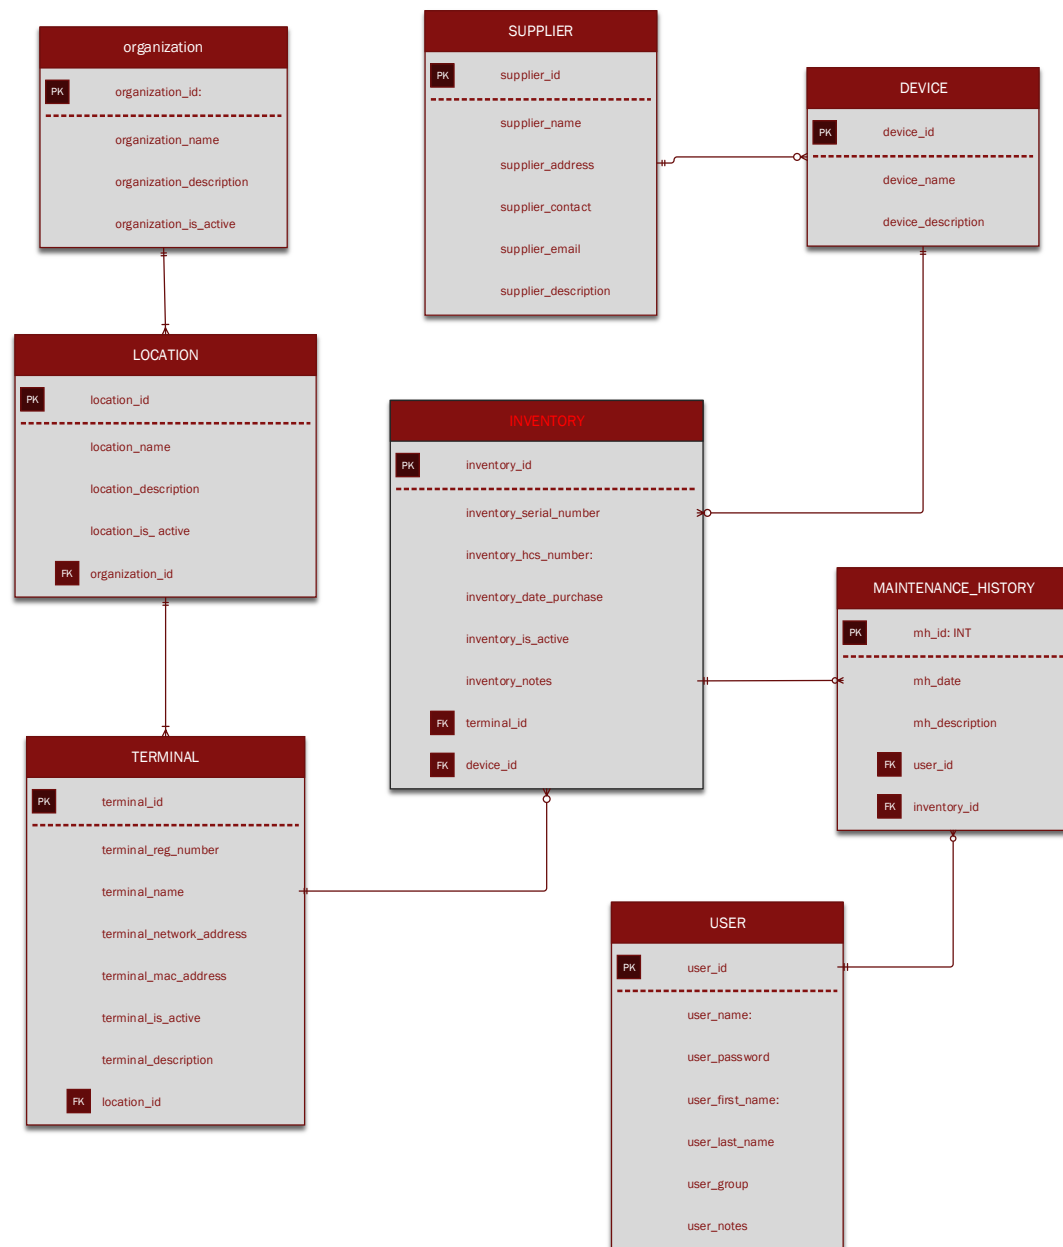 organization
PK organization_id:
organization_name
organization_description
organization_is_active
SUPPLIER
PK supplier_id
supplier_name
supplier_address
supplier_contact
supplier_email
supplier_description
DEVICE
PK device_id
device_name
device_description
LOCATION
PK location_id
location_name
location_description
location_is_ active
FK organization_id
INVENTORY
PK inventory_id
inventory_serial_number
inventory_hcs_number:
inventory_date_purchase
inventory_is_active
inventory_notes
FK terminal_id
FK device_id
MAINTENANCE_HISTORY
PK mh_id: INT
mh_date
mh_description
FK user_id
FK inventory_id
TERMINAL
PK terminal_id
terminal_reg_number
terminal_name
terminal_network_address
terminal_mac_address
terminal_is_active
terminal_description
FK location_id
USER
PK user_id
user_name:
user_password
user_first_name:
user_last_name
user_group
user_notes